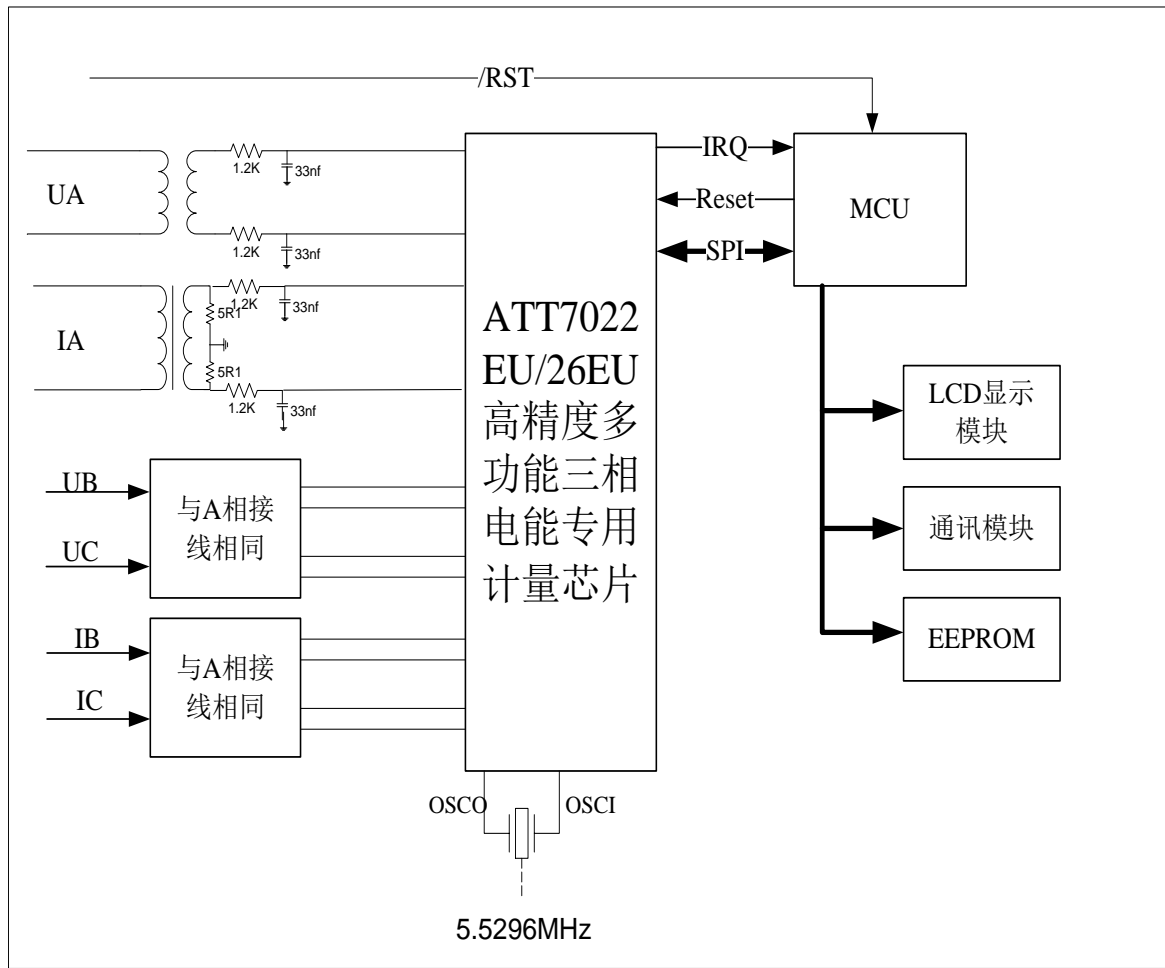 /RST
IRQ
Reset
SPI
MCU
UA
1.2K
33nf
1.2K
33nf
IA
1.2K
33nf
5R1
5R1
1.2K
33nf
ATT7022
EU/26EU
高精度多
功能三相
电能专用
计量芯片
LCD显示
模块
通讯模块
EEPROM
UB
UC
与A相接
线相同
IB
IC
与A相接
线相同
OSCO
OSCI
5.5296MHz